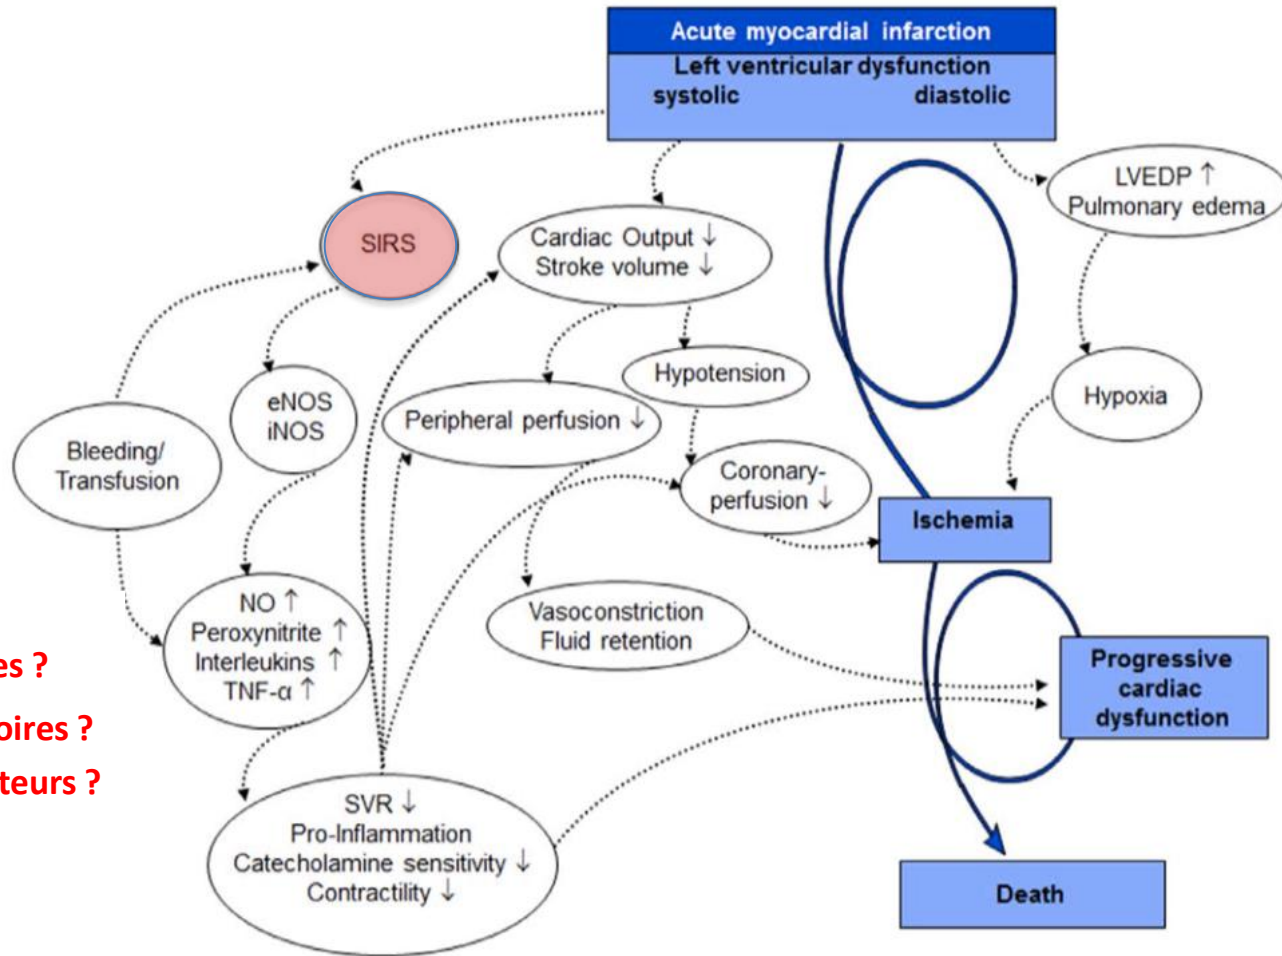 Acute myocardial infarction
Left ventricular dysfunction
systolic diastolic
LVEDP ↑
Pulmonary edema
SIRS
Cardiac Output ↓
Stroke volume ↓
Hypotension
Hypoxia
eNOS
iNOS
Peripheral perfusion ↓
Bleeding/
Transfusion
Coronary-
perfusion ↓
Ischemia
NO ↑
Peroxynitrite ↑
Interleukins ↑
TNF-α ↑
Vasoconstriction
Fluid retention
Progressive
cardiac
dysfunction
es ?
oires ?
teurs ?
SVR ↓
Pro-Inflammation
Catecholamine sensitivity ↓
Contractility ↓
Death